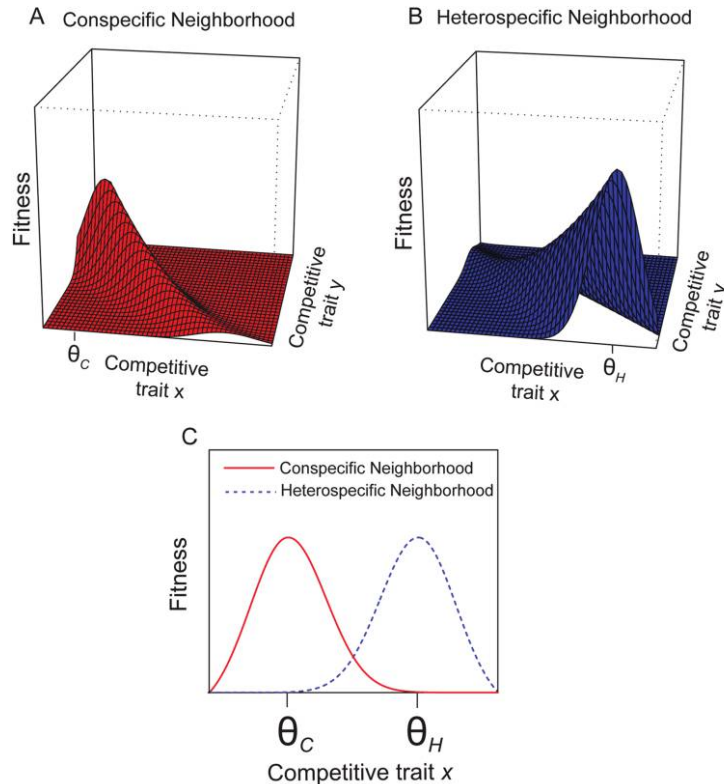 A Conspecific Neighborhood
B Heterospecific Neighborhood
Fitness
θC
Competitive
trait x
Competitive
trait y
Fitness
Competitive
trait x
θH
Competitive
trait y
C
Conspecific Neighborhood
Heterospecific Neighborhood
Fitness
θC
θH
Competitive trait x